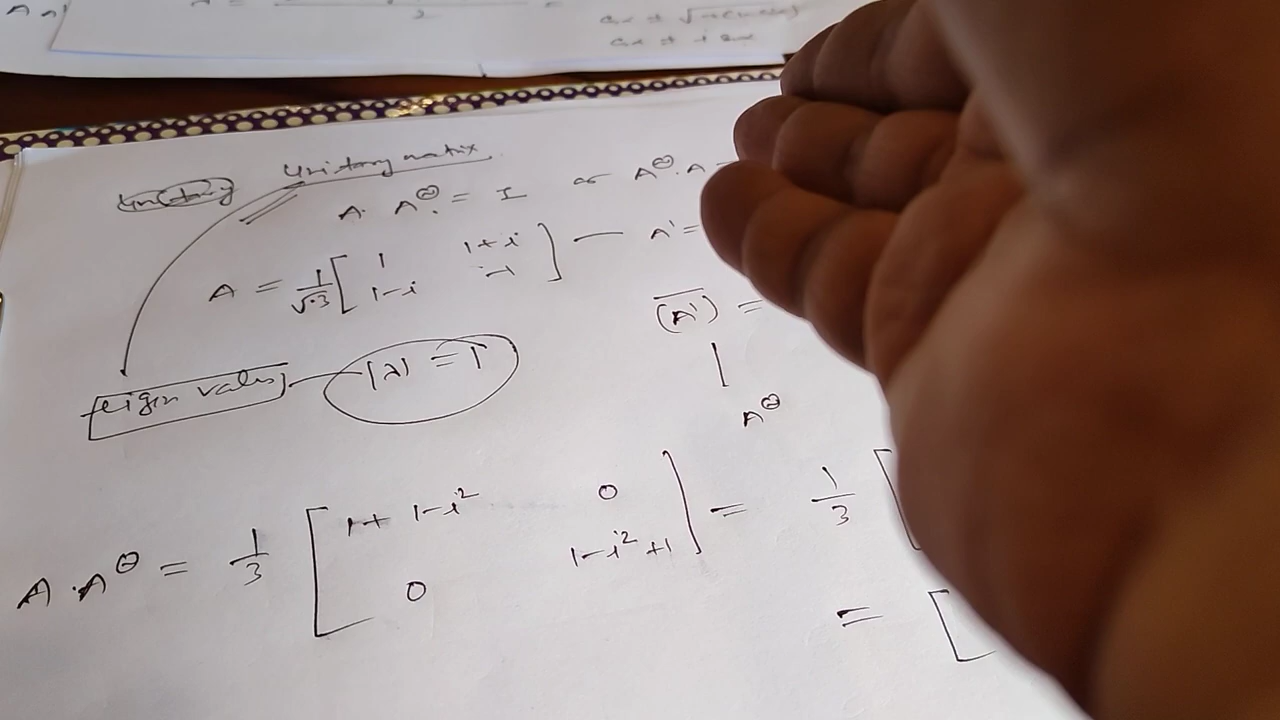 Unitary matrix
A. A^Θ. = I or A^Θ.A
A = 1/√3 [ 1 1+i
1-i -1 ] — A' =
(A̅'̅) =
eigen values — |λ| = 1
A^Θ
A.A^Θ = 1/3 [ 1+ 1-i² 0
0 1-i²+1 ] = 1/3 [
= [